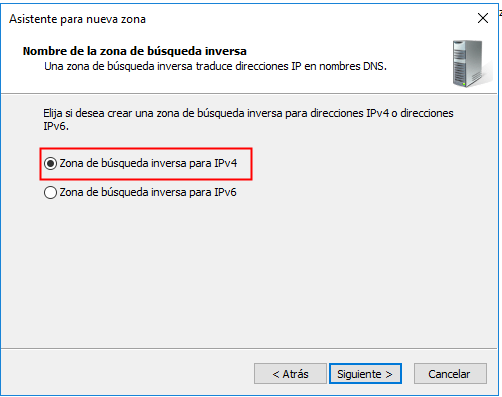 Asistente para nueva zona
Nombre de la zona de búsqueda inversa
Una zona de búsqueda inversa traduce direcciones IP en nombres DNS.
Elija si desea crear una zona de búsqueda inversa para direcciones IPv4 o direcciones
IPv6.
Zona de búsqueda inversa para IPv4
Zona de búsqueda inversa para IPv6
< Atrás
Siguiente >
Cancelar